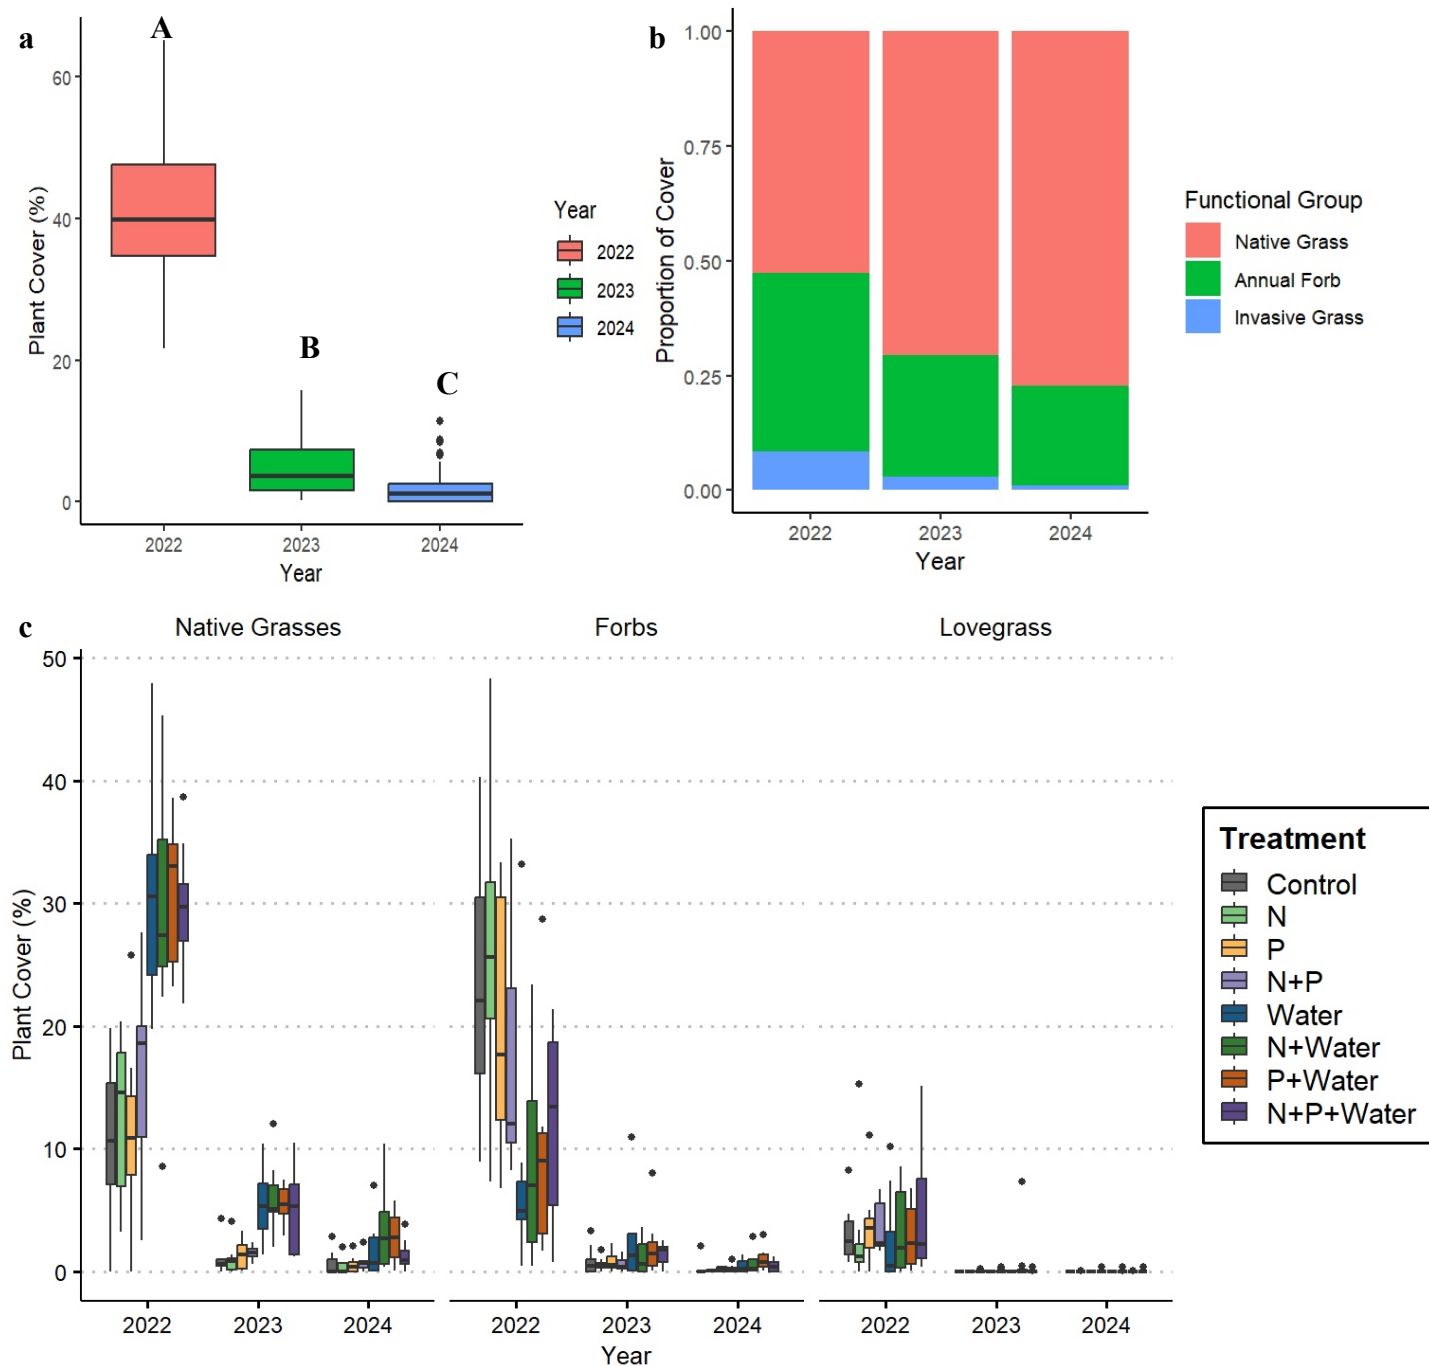 a
A
B
C
60
40
20
0
Plant Cover (%)
2022
2023
2024
Year
Year
2022
2023
2024
b
1.00
0.75
0.50
0.25
0.00
Proportion of Cover
2022
2023
2024
Year
Functional Group
Native Grass
Annual Forb
Invasive Grass
c
Native Grasses
Forbs
Lovegrass
50
40
30
20
10
0
Plant Cover (%)
2022
2023
2024
2022
2023
2024
2022
2023
2024
Year
Treatment
Control
N
P
N+P
Water
N+Water
P+Water
N+P+Water